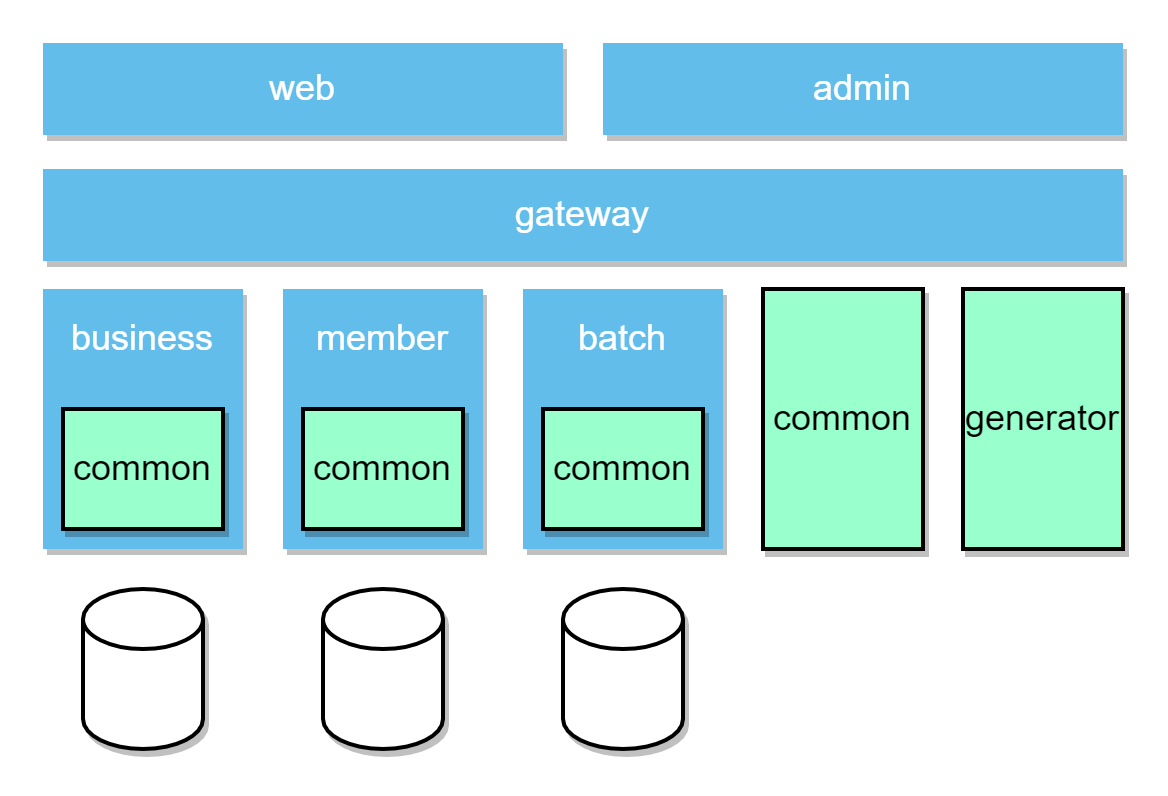 web
admin
gateway
business
member
batch
common
common
common
common
generator